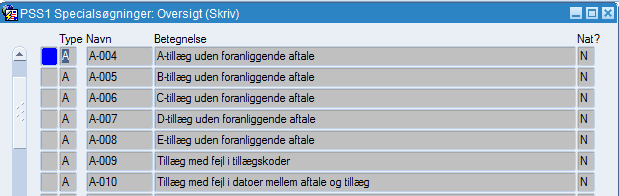 PSS1 Specialsøgninger: Oversigt (Skriv)
Type Navn Betegnelse Nat?
A A-004 A-tillæg uden foranliggende aftale N
A A-005 B-tillæg uden foranliggende aftale N
A A-006 C-tillæg uden foranliggende aftale N
A A-007 D-tillæg uden foranliggende aftale N
A A-008 E-tillæg uden foranliggende aftale N
A A-009 Tillæg med fejl i tillægskoder N
A A-010 Tillæg med fejl i datoer mellem aftale og tillæg N